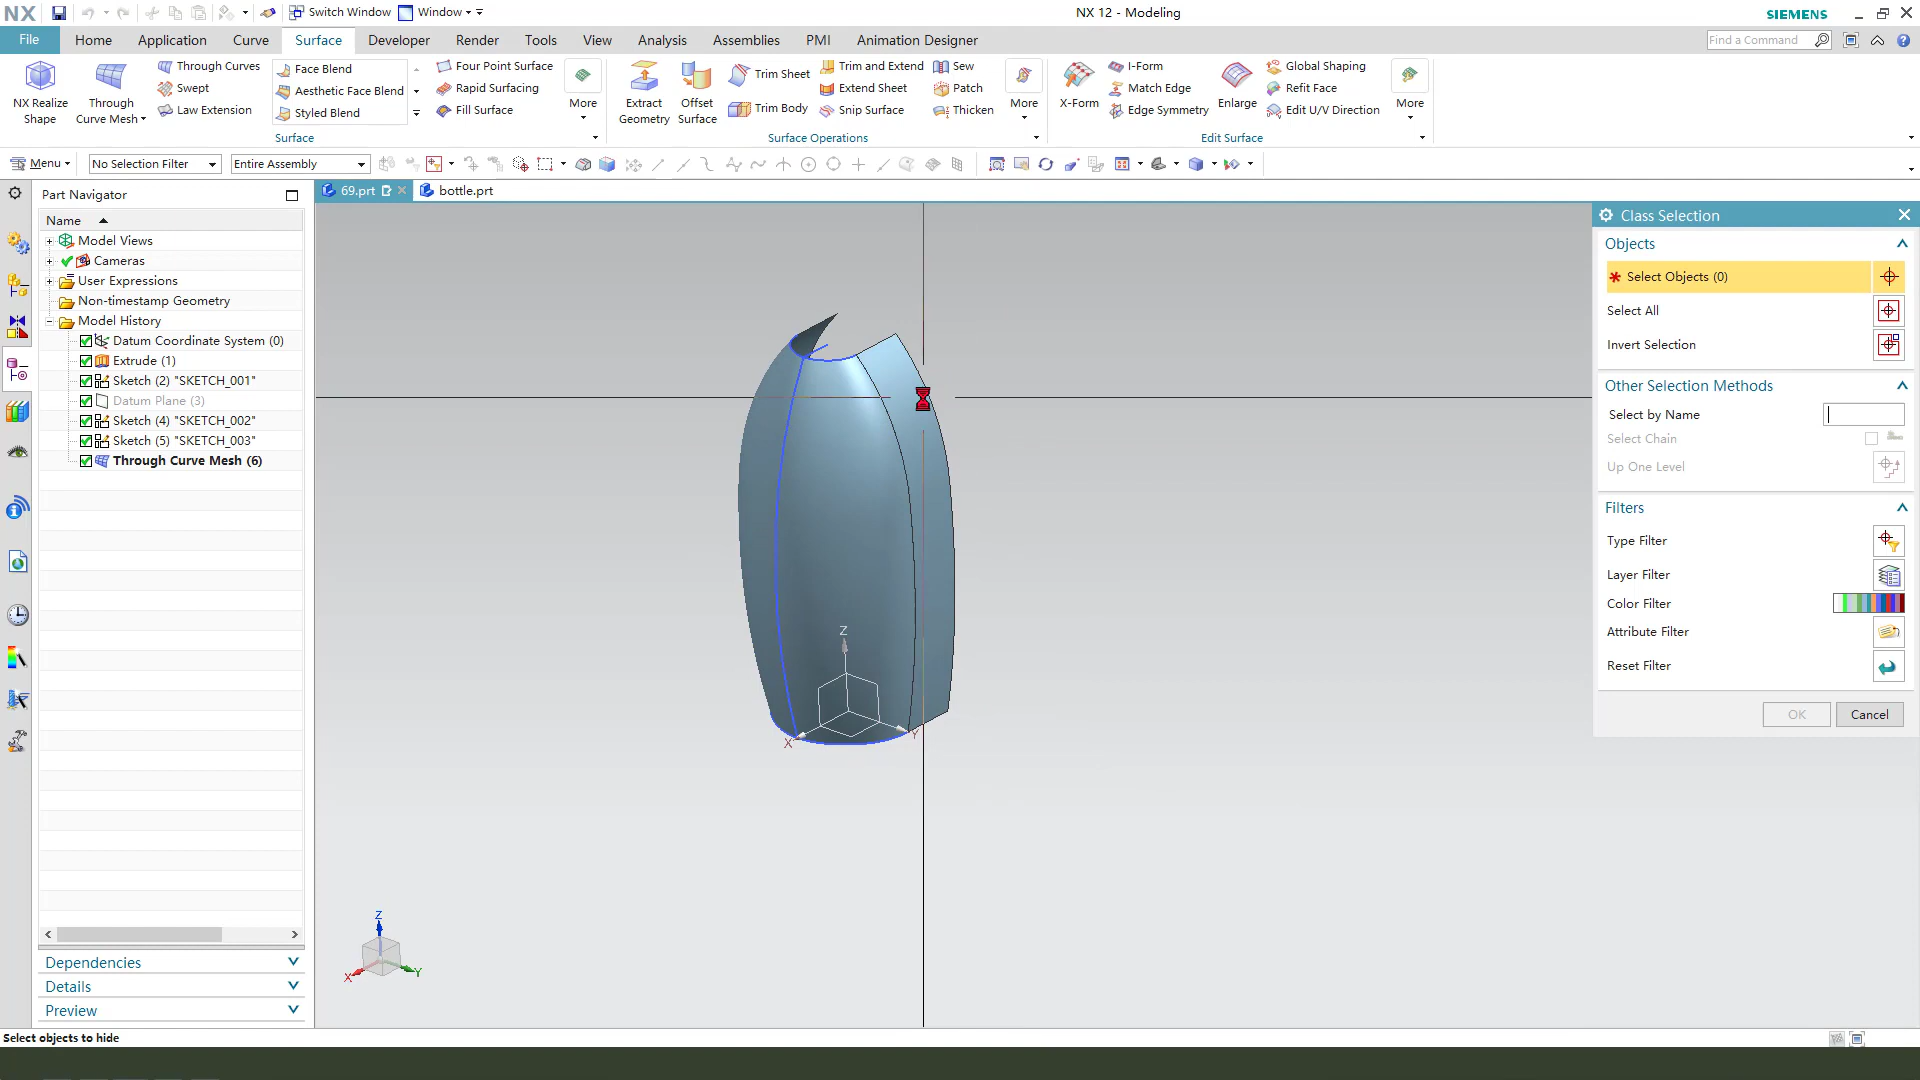 NX Switch Window Window NX 12 - Modeling SIEMENS
File Home Application Curve Surface Developer Render Tools View Analysis Assemblies PMI Animation Designer Find a Command
NX Realize Shape
Through Curve Mesh
Through Curves
Swept
Law Extension
Face Blend
Aesthetic Face Blend
Styled Blend
Four Point Surface
Rapid Surfacing
Fill Surface
More
Surface
Extract Geometry
Offset Surface
Trim Sheet
Trim Body
Trim and Extend
Extend Sheet
Snip Surface
Sew
Patch
Thicken
More
Surface Operations
X-Form
I-Form
Match Edge
Edge Symmetry
Enlarge
Global Shaping
Refit Face
Edit U/V Direction
More
Edit Surface
Menu No Selection Filter Entire Assembly
Part Navigator
69.prt bottle.prt
Name
Model Views
Cameras
User Expressions
Non-timestamp Geometry
Model History
Datum Coordinate System (0)
Extrude (1)
Sketch (2) "SKETCH_001"
Datum Plane (3)
Sketch (4) "SKETCH_002"
Sketch (5) "SKETCH_003"
Through Curve Mesh (6)
Dependencies
Details
Preview
Z
X
Y
Z
X
Y
Class Selection
Objects
* Select Objects (0)
Select All
Invert Selection
Other Selection Methods
Select by Name
Select Chain
Up One Level
Filters
Type Filter
Layer Filter
Color Filter
Attribute Filter
Reset Filter
OK Cancel
Select objects to hide